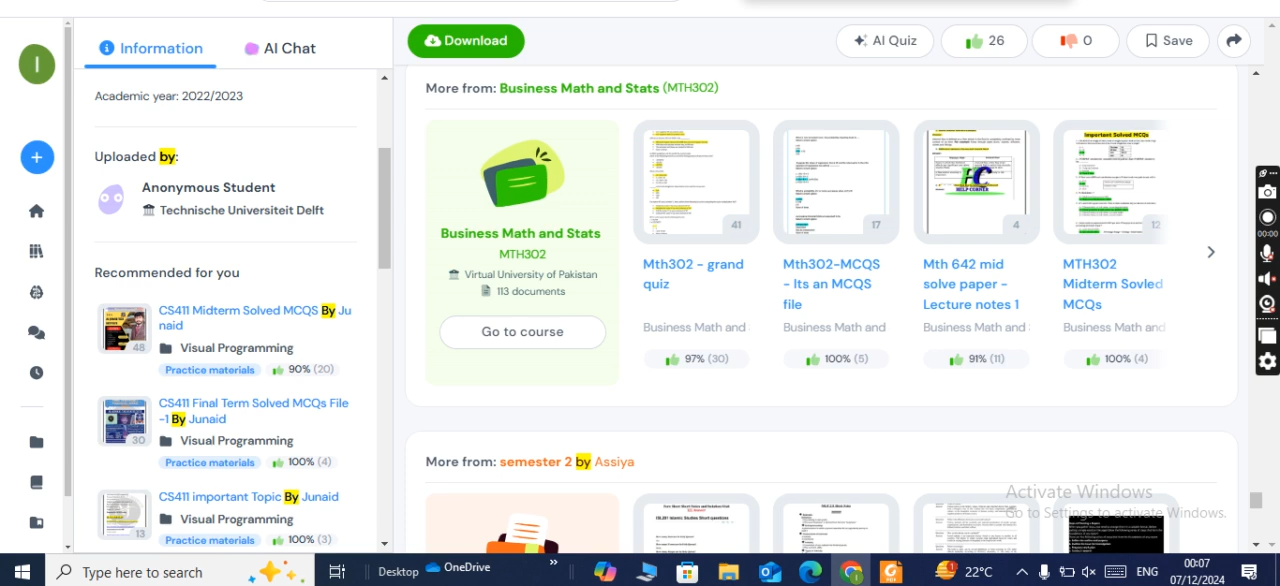 I
Information
AI Chat
Academic year: 2022/2023
Uploaded by:
Anonymous Student
Technische Universiteit Delft
Recommended for you
CS411 Midterm Solved MCQS By Ju
naid
48
Visual Programming
Practice materials 90% (20)
CS411 Final Term Solved MCQs File
-1 By Junaid
30
Visual Programming
Practice materials 100% (4)
CS411 important Topic By Junaid
Visual Programming
Practice materials 100% (3)
Download
AI Quiz
26
0
Save
More from: Business Math and Stats (MTH302)
Business Math and Stats
MTH302
Virtual University of Pakistan
113 documents
Go to course
41
Mth302 - grand
quiz
Business Math and
97% (30)
17
Mth302-MCQS
- Its an MCQS
file
Business Math and
100% (5)
HC
HELP CORNER
4
Mth 642 mid
solve paper -
Lecture notes 1
Business Math and
91% (11)
Important Solved MCQs
12
MTH302
Midterm Sovled
MCQs
Business Math and
100% (4)
More from: semester 2 by Assiya
Activate Windows
Go to Settings to activate Windows.
00:00
Type here to search
Desktop
OneDrive
22°C
ENG
00:07
07/12/2024